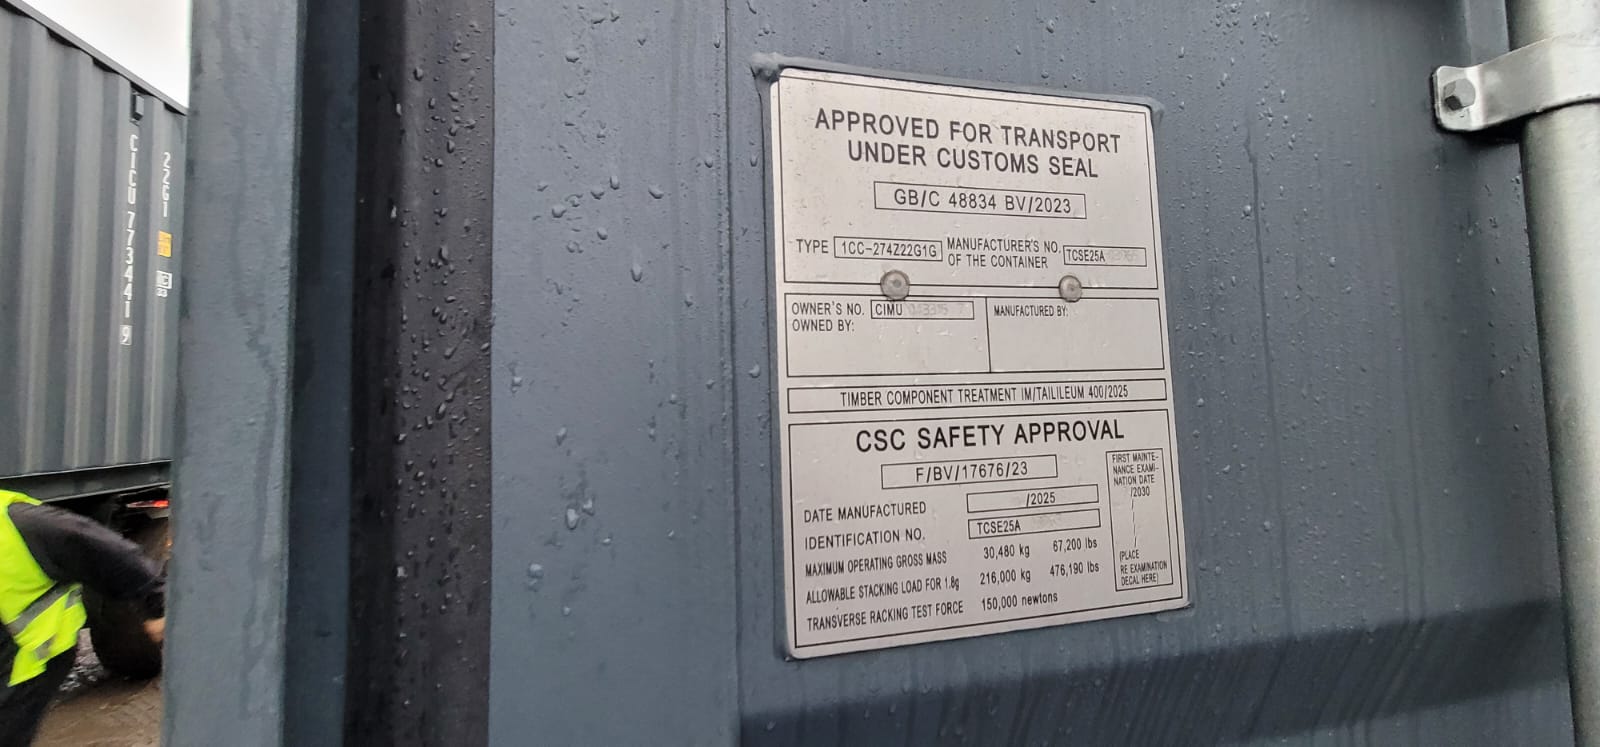 22G1
CICU 773441 9
APPROVED FOR TRANSPORT
UNDER CUSTOMS SEAL
GB/C 48834 BV/2023
TYPE 1CC-274Z22G1G MANUFACTURER'S NO. OF THE CONTAINER TCSE25A
OWNER'S NO. CIMU
OWNED BY:
MANUFACTURED BY:
TIMBER COMPONENT TREATMENT IM/TAILILEUM 400/2025
CSC SAFETY APPROVAL
F/BV/17676/23
DATE MANUFACTURED /2025
IDENTIFICATION NO. TCSE25A
MAXIMUM OPERATING GROSS MASS 30,480 kg 67,200 lbs
ALLOWABLE STACKING LOAD FOR 1.8g 216,000 kg 476,190 lbs
TRANSVERSE RACKING TEST FORCE 150,000 newtons
FIRST MAINTE-
NANCE EXAMI-
NATION DATE
/2030
(PLACE
RE EXAMINATION
DECAL HERE)